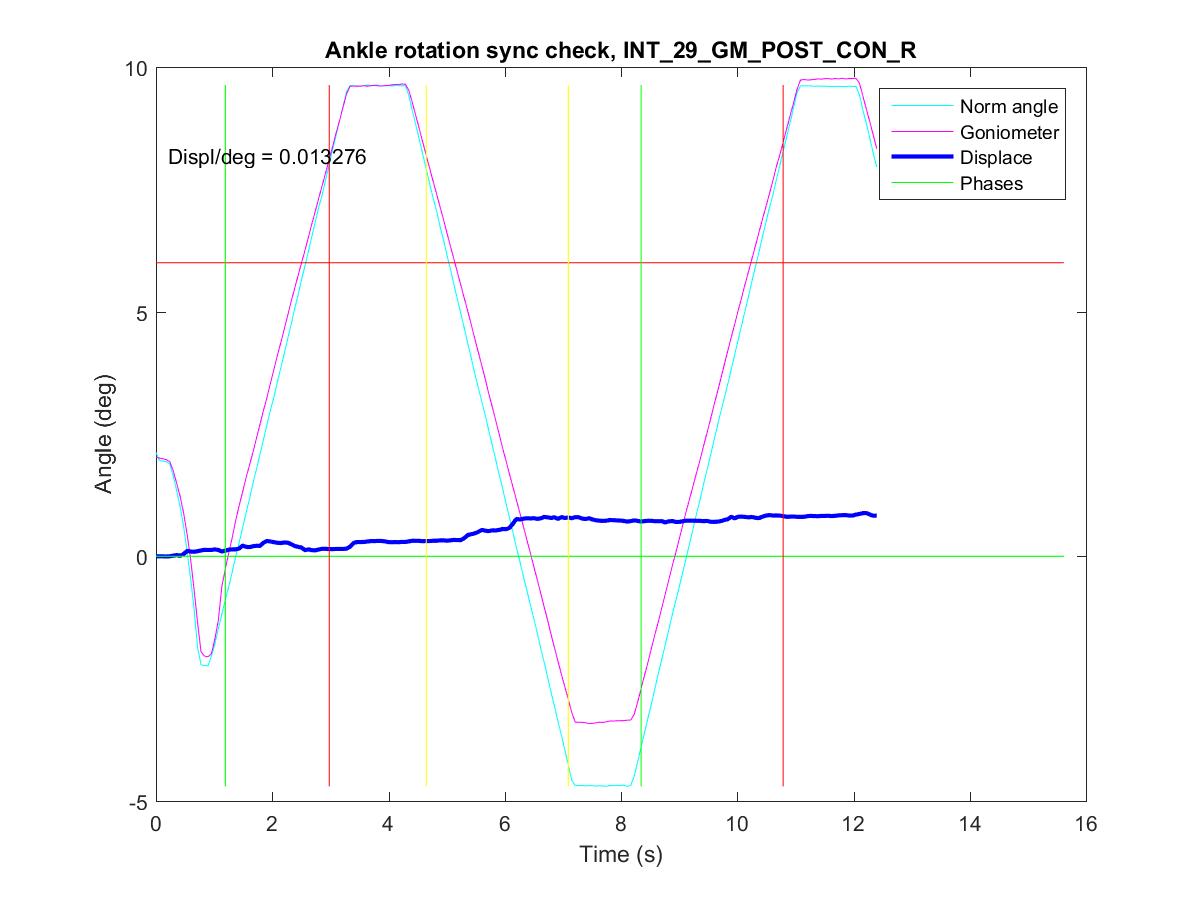 Ankle rotation sync check, INT_29_GM_POST_CON_R
10
5
0
-5
Angle (deg)
Displ/deg = 0.013276
Norm angle
Goniometer
Displace
Phases
0 2 4 6 8 10 12 14 16
Time (s)